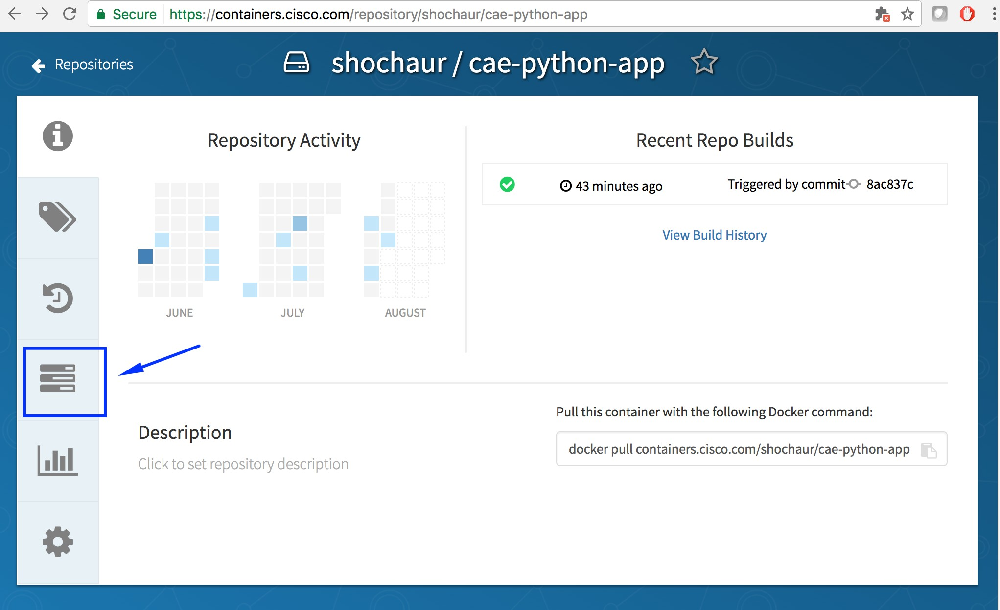 Secure https://containers.cisco.com/repository/shochaur/cae-python-app
Repositories
shochaur / cae-python-app
Repository Activity
Recent Repo Builds
43 minutes ago
Triggered by commit 8ac837c
View Build History
JUNE
JULY
AUGUST
Description
Click to set repository description
Pull this container with the following Docker command:
docker pull containers.cisco.com/shochaur/cae-python-app